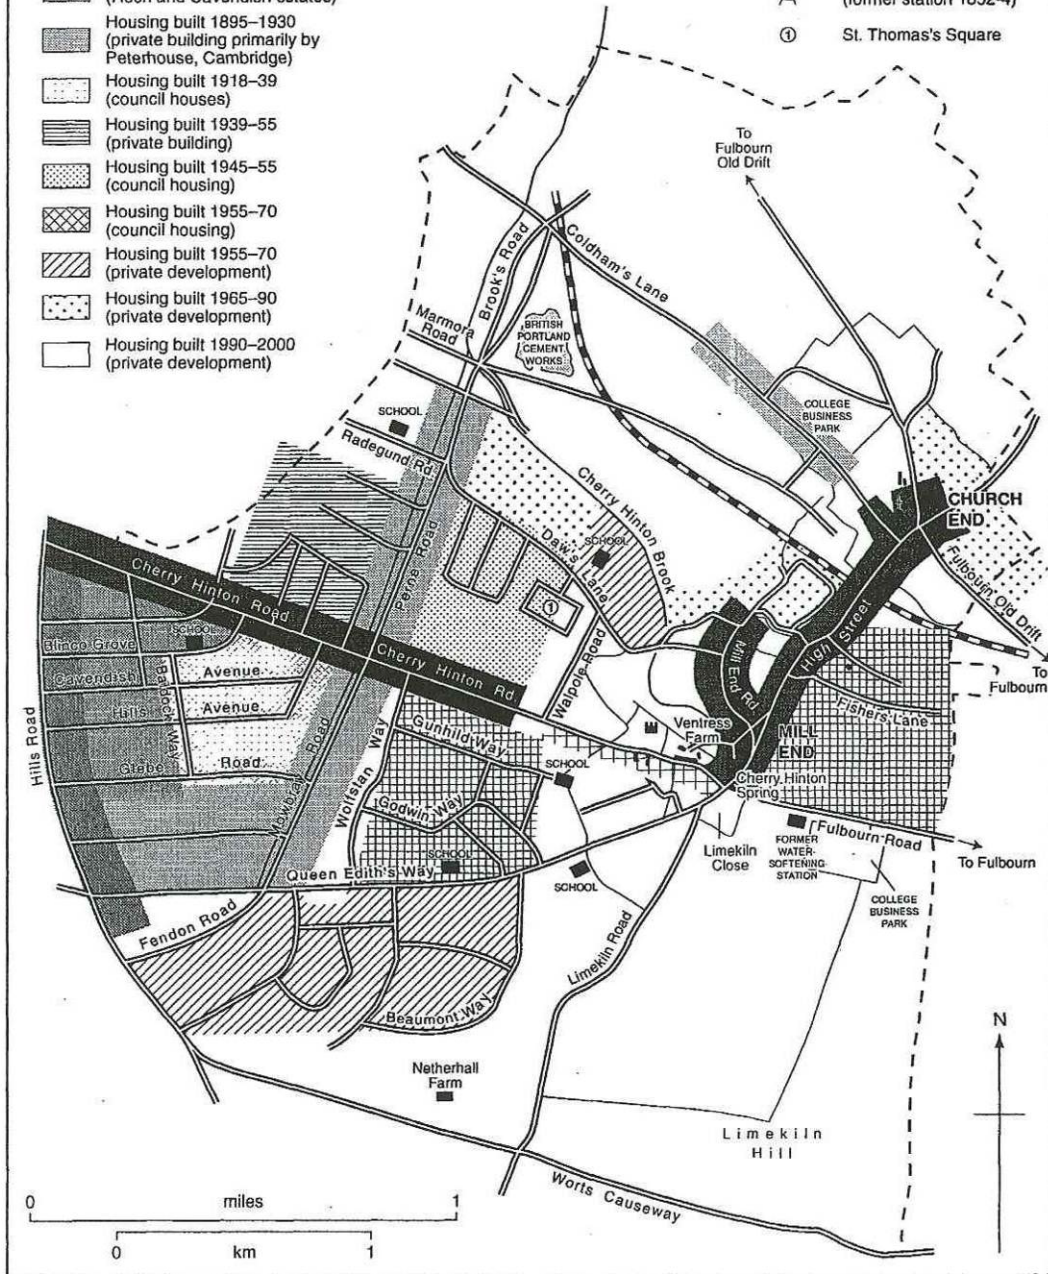 (Rock and Cavendish estates)
Housing built 1895–1930
(private building primarily by
Peterhouse, Cambridge)
Housing built 1918–39
(council houses)
Housing built 1939–55
(private building)
Housing built 1945–55
(council housing)
Housing built 1955–70
(council housing)
Housing built 1955–70
(private development)
Housing built 1965–90
(private development)
Housing built 1990–2000
(private development)
(former station 1852-4)
① St. Thomas's Square
To
Fulbourn
Old Drift
Brook's Road
Coldham's Lane
Marmora
Road
BRITISH
PORTLAND
CEMENT
WORKS
COLLEGE
BUSINESS
PARK
SCHOOL
Radegund Rd
Cherry Hinton Brook
CHURCH
END
Perne Road
Daw's Lane
SCHOOL
①
Fulbourn Old Drift
Cherry Hinton Road
SCHOOL
Blinco Grove
Cavendish Avenue
Hills Avenue
Baldock Way
Glebe Road
Hills Road
Mowbray Road
Cherry Hinton Rd
Walpole Road
Mill End Rd
High Street
To
Fulbourn
Fishers Lane
Ventress
Farm
MILL
END
Gunhild Way
Wulfstan Way
Godwin Way
SCHOOL
SCHOOL
Cherry Hinton
Spring
Limekiln
Close
FORMER
WATER-
SOFTENING-
STATION
Fulbourn Road
To Fulbourn
COLLEGE
BUSINESS
PARK
Queen Edith's Way
SCHOOL
Fendon Road
Limekiln Road
Beaumont Way
Netherhall
Farm
Limekiln
Hill
Worts Causeway
N
0 miles 1
0 km 1